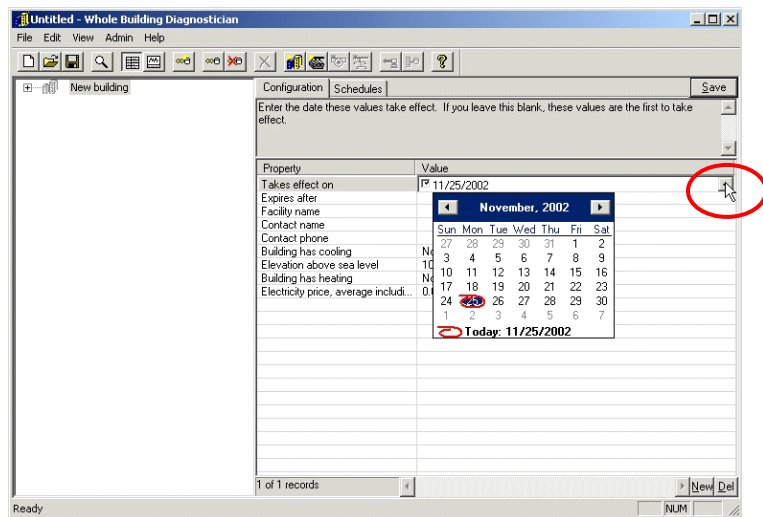 Untitled - Whole Building Diagnostician
File Edit View Admin Help
New building
Configuration Schedules Save
Enter the date these values take effect. If you leave this blank, these values are the first to take
effect.
Property Value
Takes effect on 11/25/2002
Expires after
Facility name
Contact name
Contact phone
Building has cooling
Elevation above sea level
Building has heating
Electricity price, average includi...
November, 2002
Sun Mon Tue Wed Thu Fri Sat
27 28 29 30 31 1 2
3 4 5 6 7 8 9
10 11 12 13 14 15 16
17 18 19 20 21 22 23
24 25 26 27 28 29 30
1 2 3 4 5 6 7
Today: 11/25/2002
1 of 1 records New Del
Ready NUM